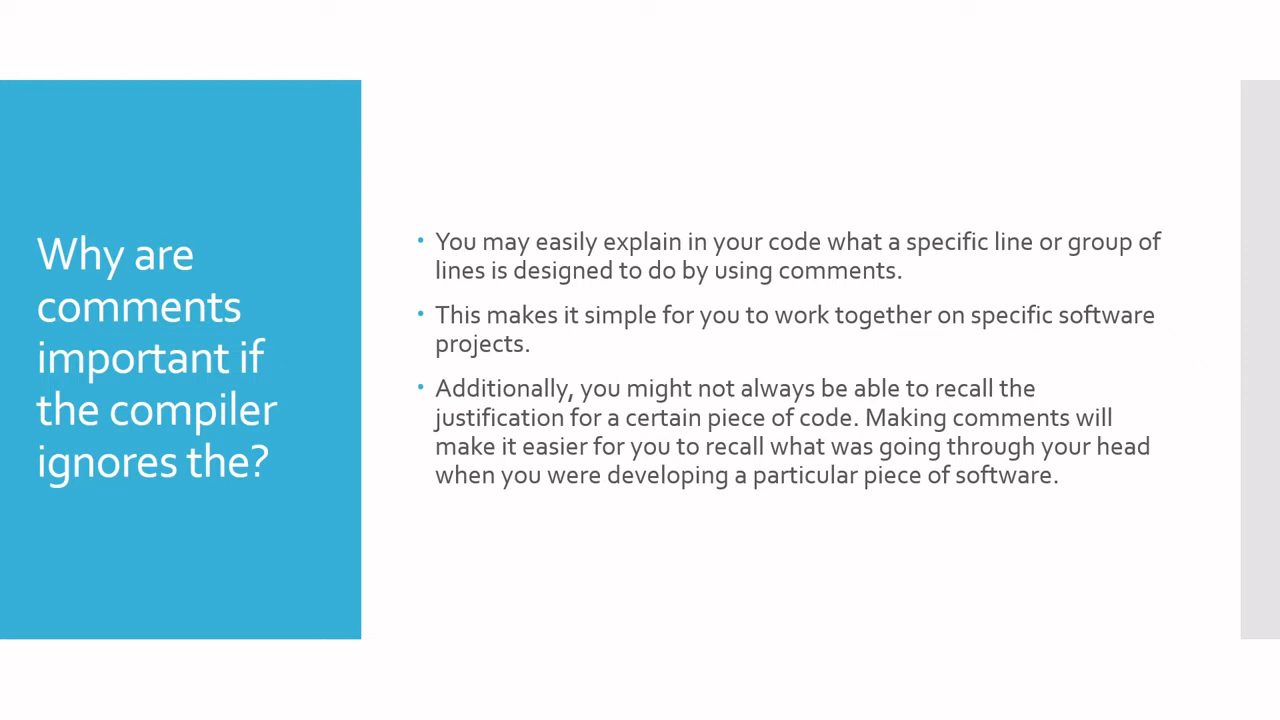 Why are
comments
important if
the compiler
ignores the?
• You may easily explain in your code what a specific line or group of
lines is designed to do by using comments.
• This makes it simple for you to work together on specific software
projects.
• Additionally, you might not always be able to recall the
justification for a certain piece of code. Making comments will
make it easier for you to recall what was going through your head
when you were developing a particular piece of software.